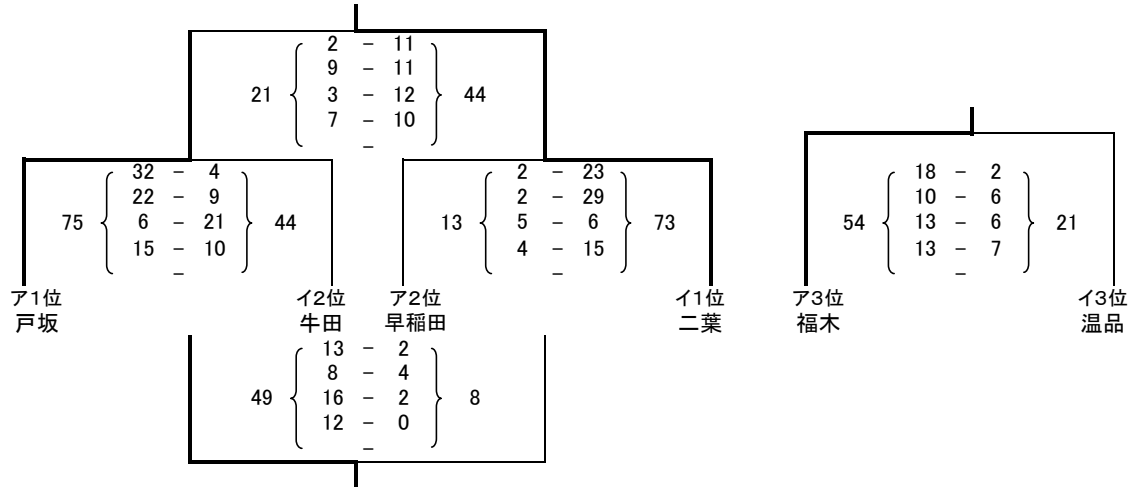 2 － 11
9 － 11
21 3 － 12 44
7 － 10
－
32 － 4
22 － 9
75 6 － 21 44
15 － 10
－
2 － 23
2 － 29
13 5 － 6 73
4 － 15
－
18 － 2
10 － 6
54 13 － 6 21
13 － 7
－
ア1位 イ2位 ア2位 イ1位 ア3位 イ3位
戸坂 牛田 早稲田 二葉 福木 温品
13 － 2
8 － 4
49 16 － 2 8
12 － 0
－